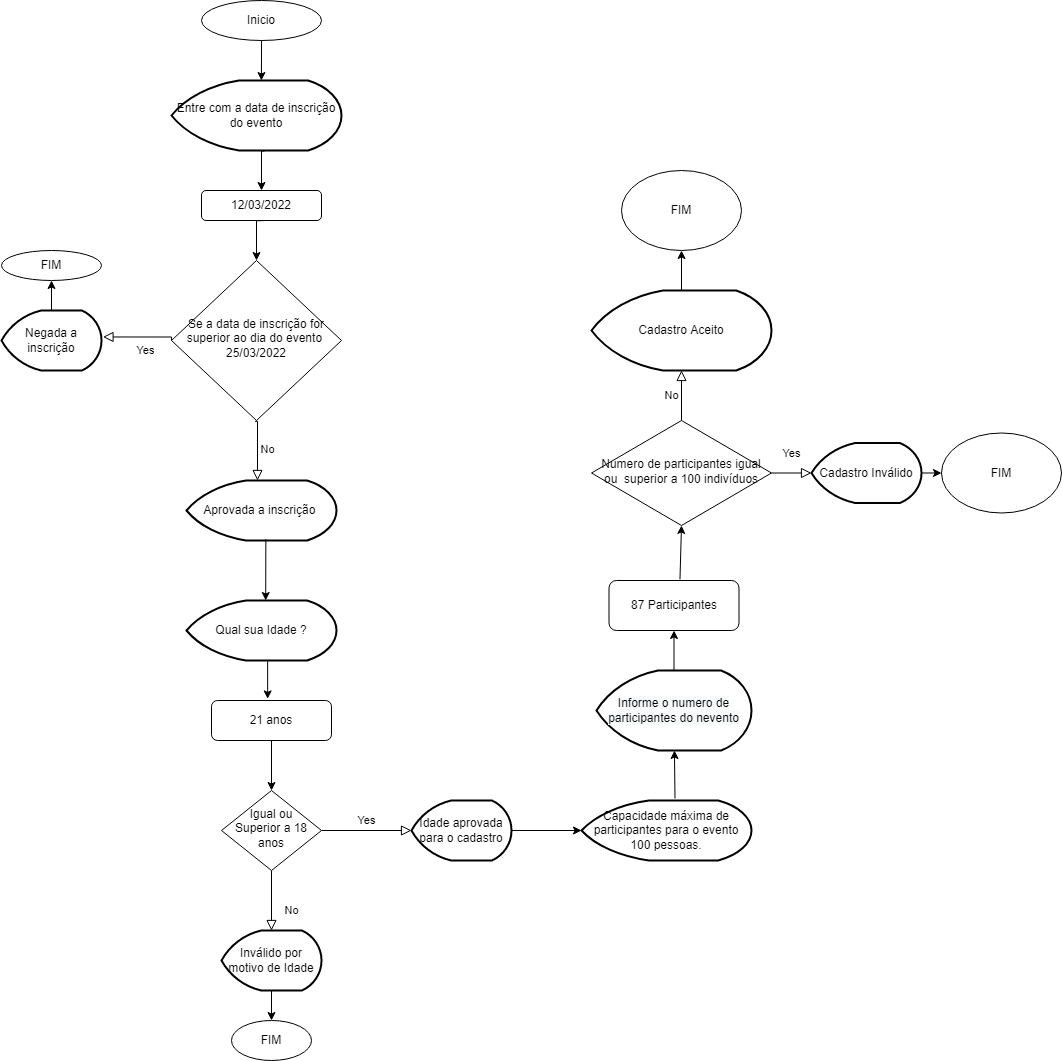 Inicio
Entre com a data de inscrição
do evento
12/03/2022
Se a data de inscrição for
superior ao dia do evento
25/03/2022
Yes
Negada a
inscrição
FIM
No
Aprovada a inscrição
Qual sua Idade ?
21 anos
Igual ou
Superior a 18
anos
No
Inválido por
motivo de Idade
FIM
Yes
Idade aprovada
para o cadastro
Capacidade máxima de
participantes para o evento
100 pessoas.
Informe o numero de
participantes do nevento
87 Participantes
Número de participantes igual
ou superior a 100 indivíduos
Yes
Cadastro Inválido
FIM
No
Cadastro Aceito
FIM